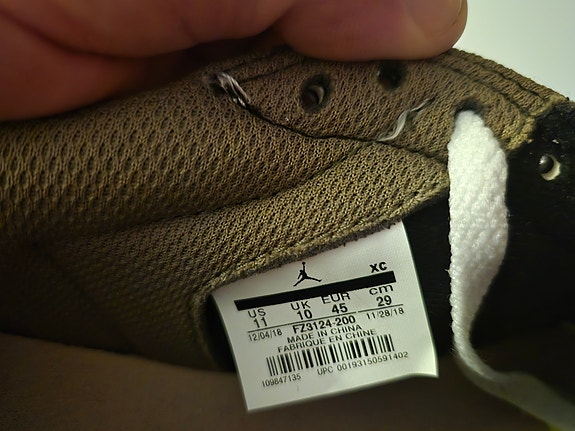 XC
US UK EUR cm
11 10 45 29
12/04/18 FZ3124-200 11/28/18
MADE IN CHINA
FABRIQUE EN CHINE
109847135 UPC 00193150591402